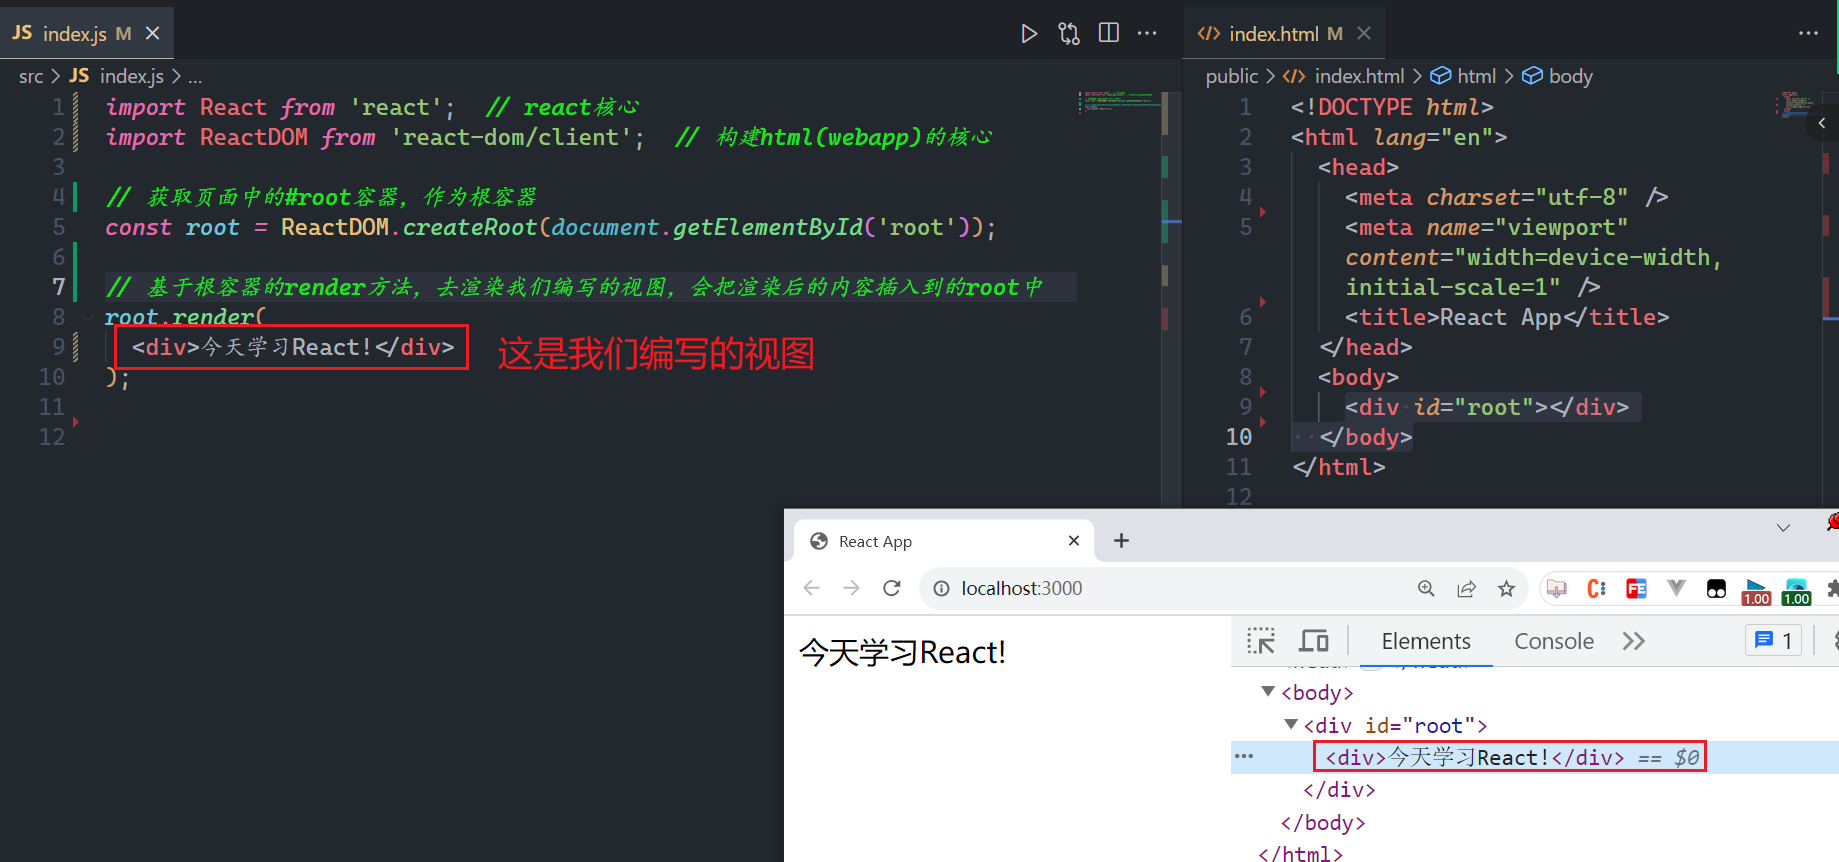 JS index.js M
src > JS index.js > ...
1 import React from 'react';  // react核心
2 import ReactDOM from 'react-dom/client';  // 构建html(webapp)的核心
3
4 // 获取页面中的#root容器，作为根容器
5 const root = ReactDOM.createRoot(document.getElementById('root'));
6
7 // 基于根容器的render方法，去渲染我们编写的视图，会把渲染后的内容插入到的root中
8 root.render(
9 <div>今天学习React!</div>
这是我们编写的视图
10 );
11
12
index.html M
public > index.html > html > body
1 <!DOCTYPE html>
2 <html lang="en">
3 <head>
4 <meta charset="utf-8" />
5 <meta name="viewport"
content="width=device-width,
initial-scale=1" />
6 <title>React App</title>
7 </head>
8 <body>
9 <div id="root"></div>
10 </body>
11 </html>
12
React App
localhost:3000
C:
FE
1.00
1.00
今天学习React!
Elements Console 1
<body>
<div id="root">
<div>今天学习React!</div> == $0
</div>
</body>
</html>